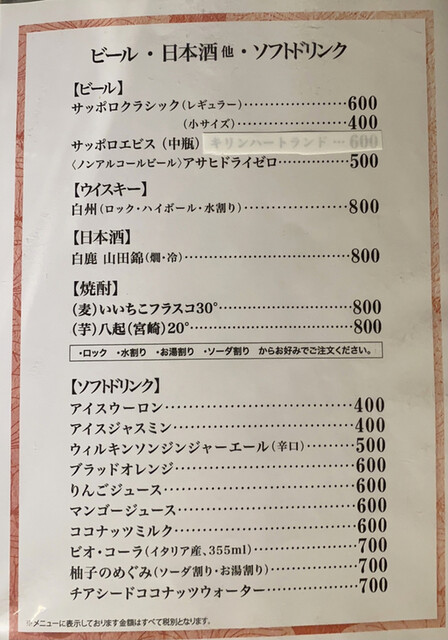 ビール・日本酒他・ソフトドリンク
【ビール】
サッポロクラシック(レギュラー)……………600
(小サイズ)……………400
サッポロエビス(中瓶) キリンハートランド…600
〈ノンアルコールビール〉アサヒドライゼロ……………500
【ウイスキー】
白州(ロック・ハイボール・水割り)……………800
【日本酒】
白鹿 山田錦(燗・冷)……………800
【焼酎】
(麦)いいちこフラスコ30°……………800
(芋)八起(宮崎)20°……………800
・ロック ・水割り ・お湯割り ・ソーダ割り からお好みでご注文ください。
【ソフトドリンク】
アイスウーロン……………400
アイスジャスミン……………400
ウィルキンソンジンジャーエール(辛口)……………500
ブラッドオレンジ……………600
りんごジュース……………600
マンゴージュース……………600
ココナッツミルク……………600
ビオ・コーラ(イタリア産、355ml)……………700
柚子のめぐみ(ソーダ割り・お湯割り)……………700
チアシードココナッツウォーター……………700
※メニューに表示しております金額はすべて税別となります。